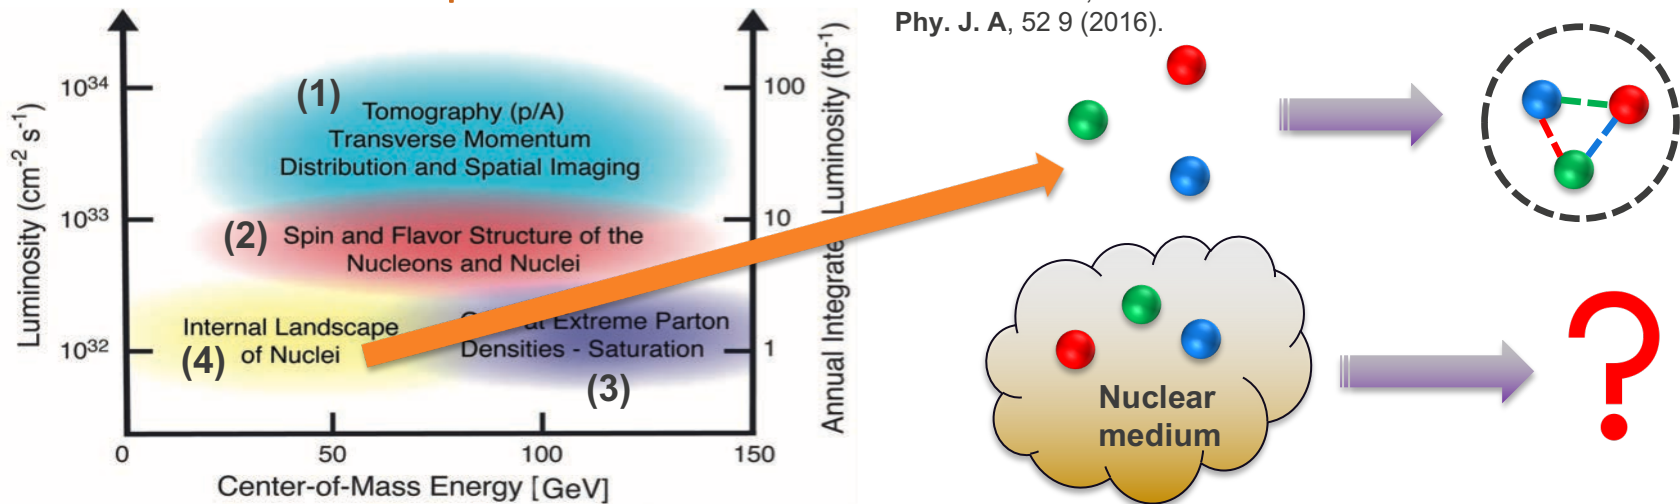 Phy. J. A, 52 9 (2016).
Luminosity (cm⁻² s⁻¹)
10³⁴
10³³
10³²
(1)
Tomography (p/A)
Transverse Momentum
Distribution and Spatial Imaging
(2) Spin and Flavor Structure of the
Nucleons and Nuclei
Internal Landscape
(4) of Nuclei
at Extreme Parton
Densities - Saturation
(3)
0 50 100 150
Center-of-Mass Energy [GeV]
100
10
1
Annual Integrate Luminosity (fb⁻¹)
Nuclear
medium
?